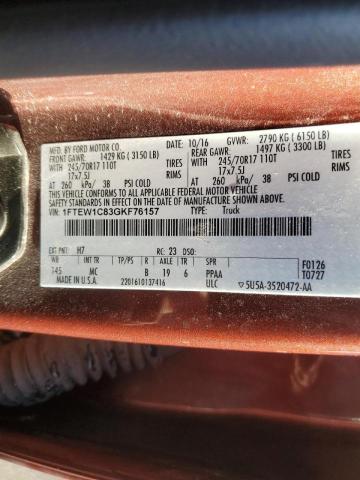 MFD. BY FORD MOTOR CO. 10/16 GVWR: 2790 KG ( 6150 LB)
FRONT GAWR: 1429 KG ( 3150 LB) REAR GAWR: 1497 KG ( 3300 LB)
245/70R17 110T TIRES 245/70R17 110T TIRES
17x7.5J RIMS 17x7.5J RIMS
AT 260 kPa/ 38 PSI COLD AT 260 kPa/ 38 PSI COLD
THIS VEHICLE CONFORMS TO ALL APPLICABLE FEDERAL MOTOR VEHICLE
SAFETY STANDARDS IN EFFECT ON THE DATE OF MANUFACTURE SHOWN ABOVE.
VIN: 1FTEW1C83GKF76157 TYPE: Truck
EXT PNT: H7 RC: 23 DSO:
WB INT TR TP/PS R AXLE TR SPR F0126
145 MC B 19 6 PPAA T0727
MADE IN U.S.A. 2201610137416 ULC 5U5A-3520472-AA